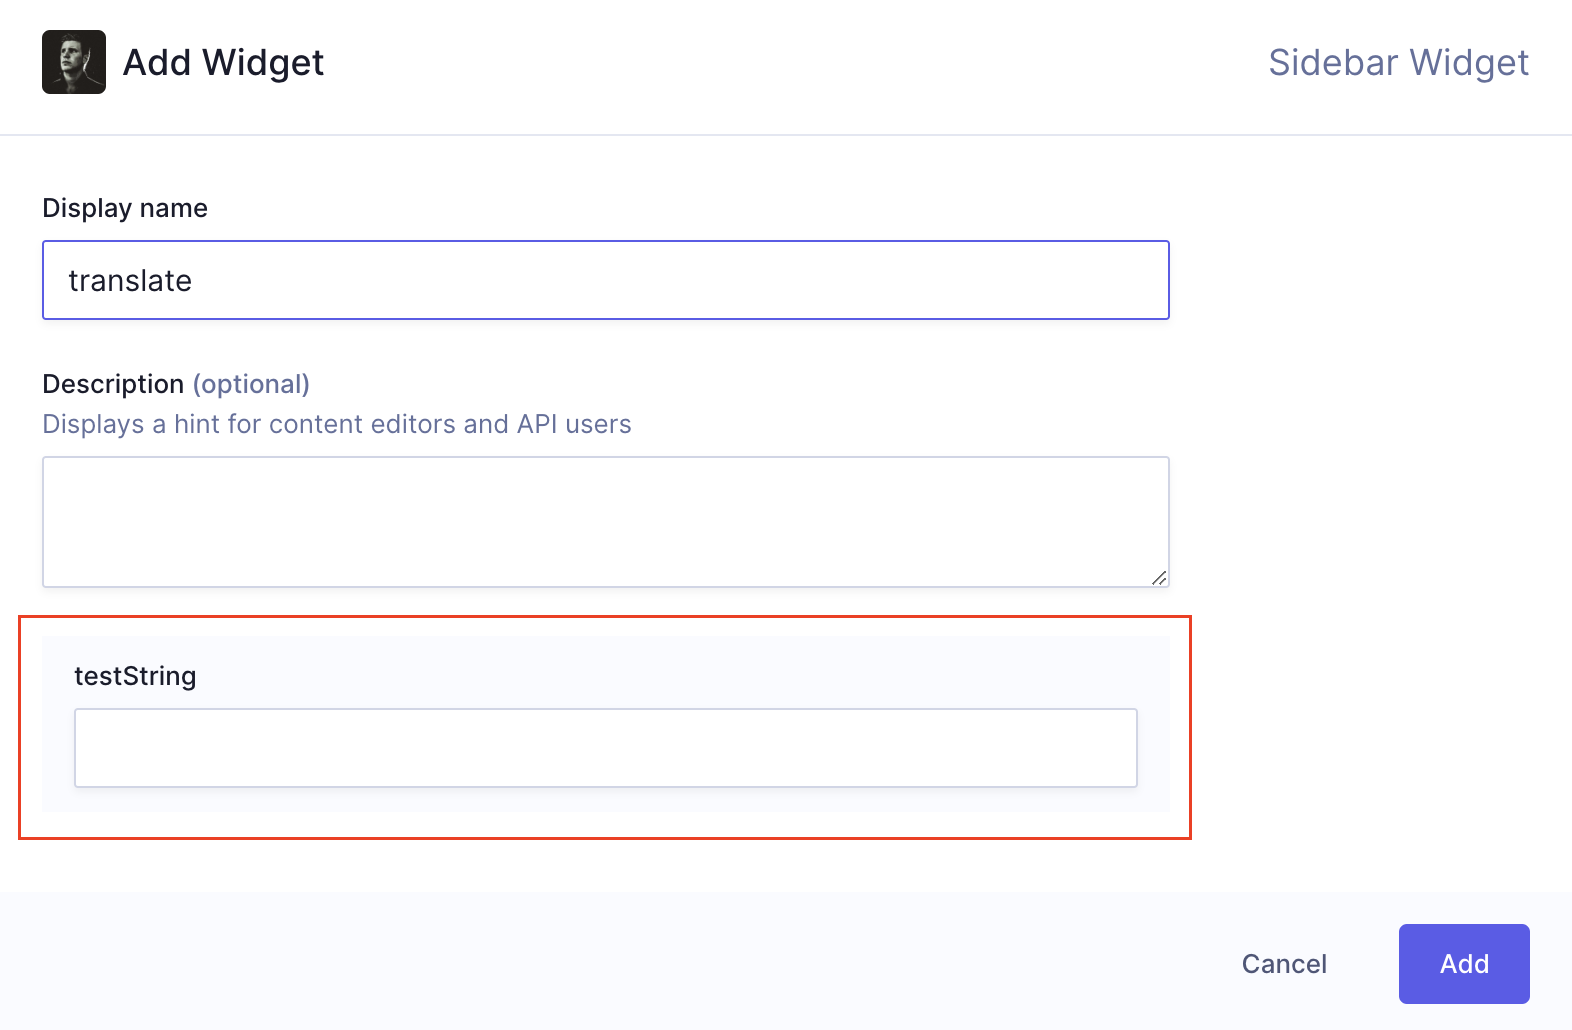 Add Widget
Sidebar Widget
Display name
translate
Description (optional)
Displays a hint for content editors and API users
testString
Cancel
Add